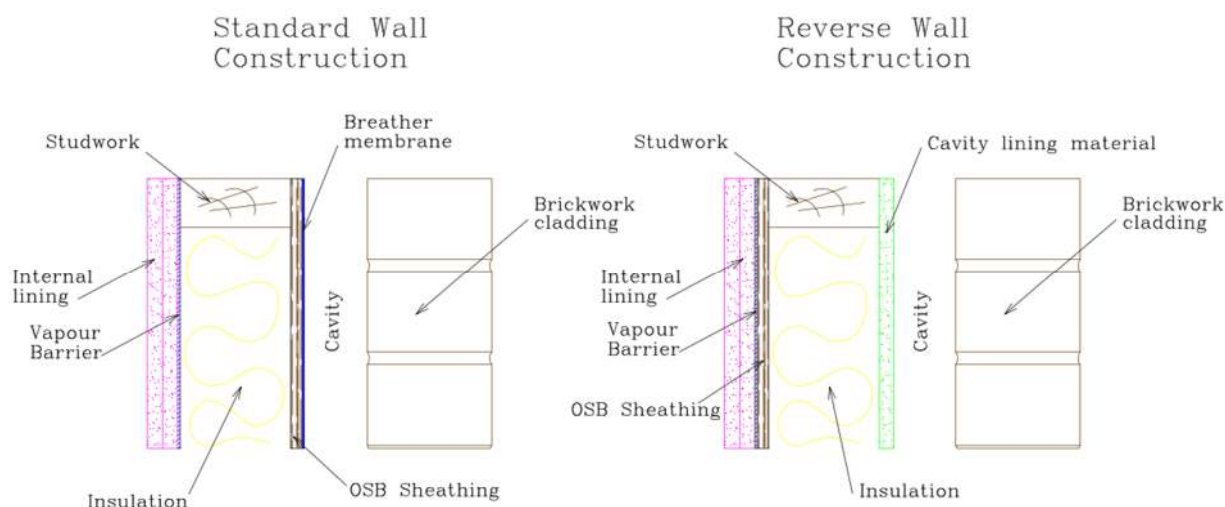 Standard Wall
Construction
Reverse Wall
Construction
Studwork
Breather
membrane
Brickwork
cladding
Internal
lining
Vapour
Barrier
Cavity
Insulation
OSB Sheathing
Studwork
Cavity lining material
Brickwork
cladding
Internal
lining
Vapour
Barrier
Cavity
OSB Sheathing
Insulation